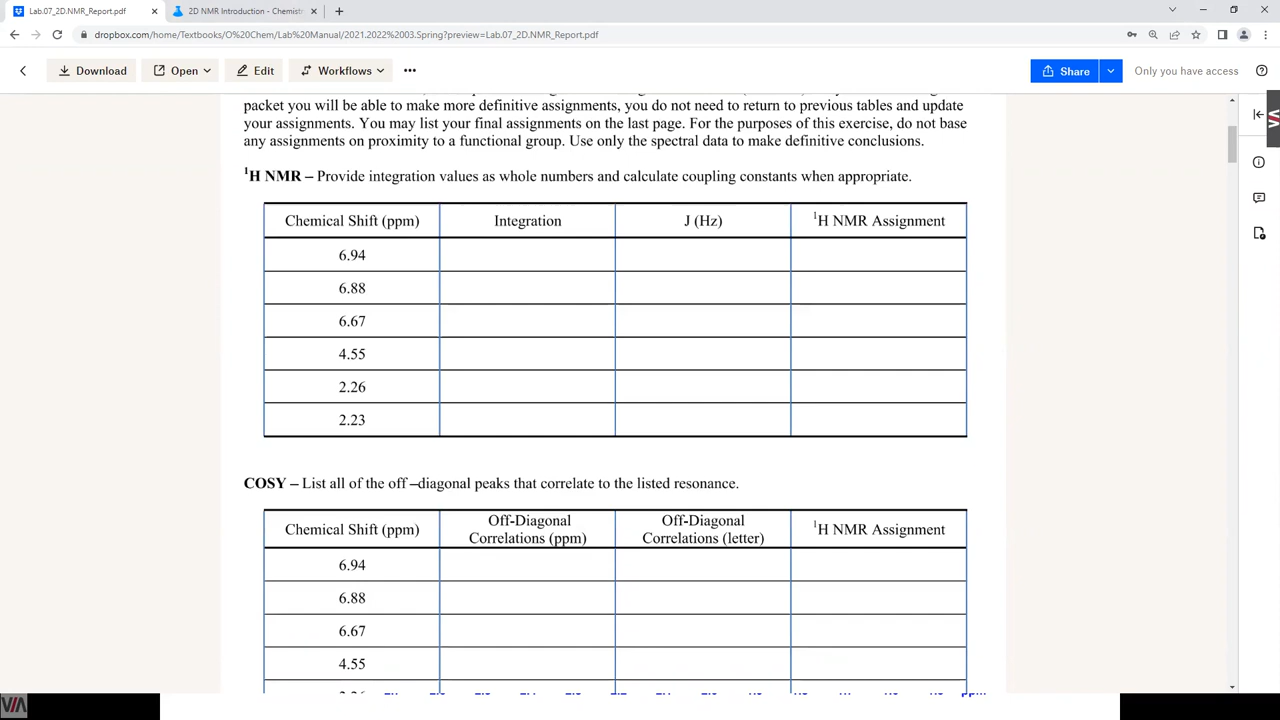 Lab.07_2D.NMR_Report.pdf
2D NMR Introduction - Chemistr
dropbox.com/home/Textbooks/O%20Chem/Lab%20Manual/2021.2022%2003.Spring?preview=Lab.07_2D.NMR_Report.pdf
Download Open Edit Workflows Share Only you have access
packet you will be able to make more definitive assignments, you do not need to return to previous tables and update
your assignments. You may list your final assignments on the last page. For the purposes of this exercise, do not base
any assignments on proximity to a functional group. Use only the spectral data to make definitive conclusions.
¹H NMR – Provide integration values as whole numbers and calculate coupling constants when appropriate.
Chemical Shift (ppm) Integration J (Hz) ¹H NMR Assignment
6.94
6.88
6.67
4.55
2.26
2.23
COSY – List all of the off –diagonal peaks that correlate to the listed resonance.
Chemical Shift (ppm) Off-Diagonal Correlations (ppm) Off-Diagonal Correlations (letter) ¹H NMR Assignment
6.94
6.88
6.67
4.55
ppm
VIA